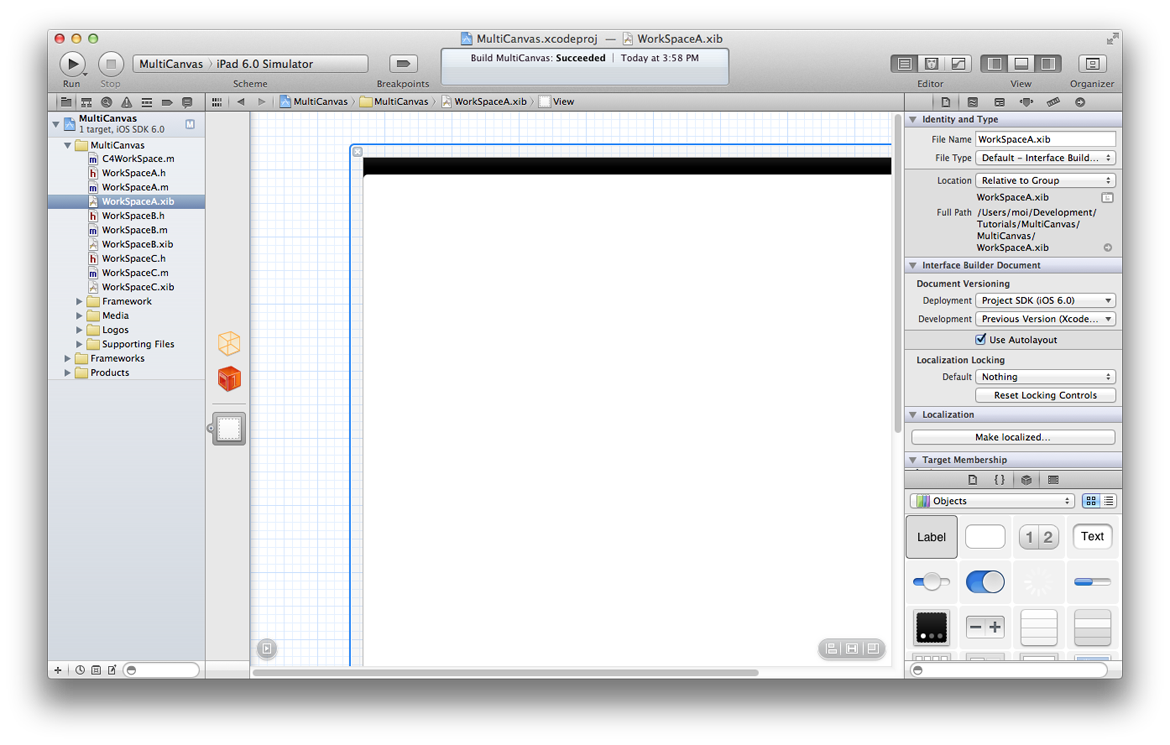 MultiCanvas.xcodeproj — WorkSpaceA.xib
MultiCanvas › iPad 6.0 Simulator
Build MultiCanvas: Succeeded | Today at 3:58 PM
Run
Stop
Scheme
Breakpoints
Editor
View
Organizer
MultiCanvas › MultiCanvas › WorkSpaceA.xib › View
MultiCanvas
1 target, iOS SDK 6.0
MultiCanvas
C4WorkSpace.m
WorkSpaceA.h
WorkSpaceA.m
WorkSpaceA.xib
WorkSpaceB.h
WorkSpaceB.m
WorkSpaceB.xib
WorkSpaceC.h
WorkSpaceC.m
WorkSpaceC.xib
Framework
Media
Logos
Supporting Files
Frameworks
Products
Identity and Type
File Name WorkSpaceA.xib
File Type Default – Interface Build...
Location Relative to Group
WorkSpaceA.xib
Full Path /Users/moi/Development/
Tutorials/MultiCanvas/
MultiCanvas/
WorkSpaceA.xib
Interface Builder Document
Document Versioning
Deployment Project SDK (iOS 6.0)
Development Previous Version (Xcode...
Use Autolayout
Localization Locking
Default Nothing
Reset Locking Controls
Localization
Make localized...
Target Membership
{ }
Objects
Label
1 2
Text